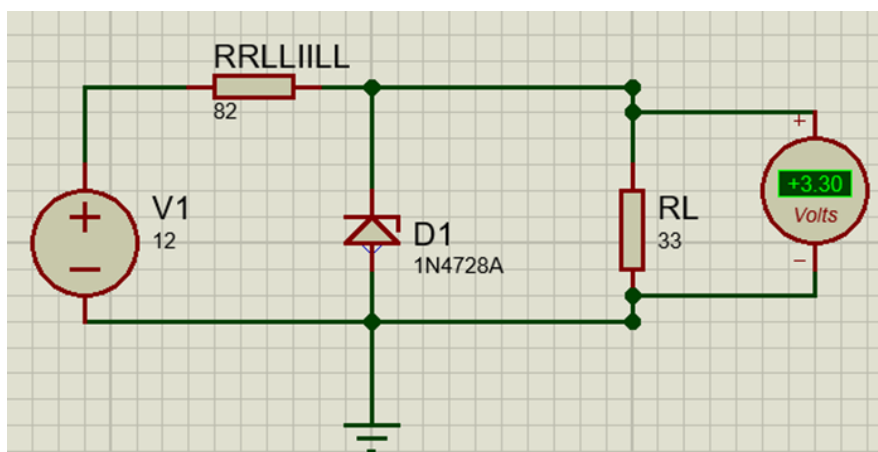 RRLLIILL
82
V1
12
D1
1N4728A
RL
33
+
+3.30
Volts
−